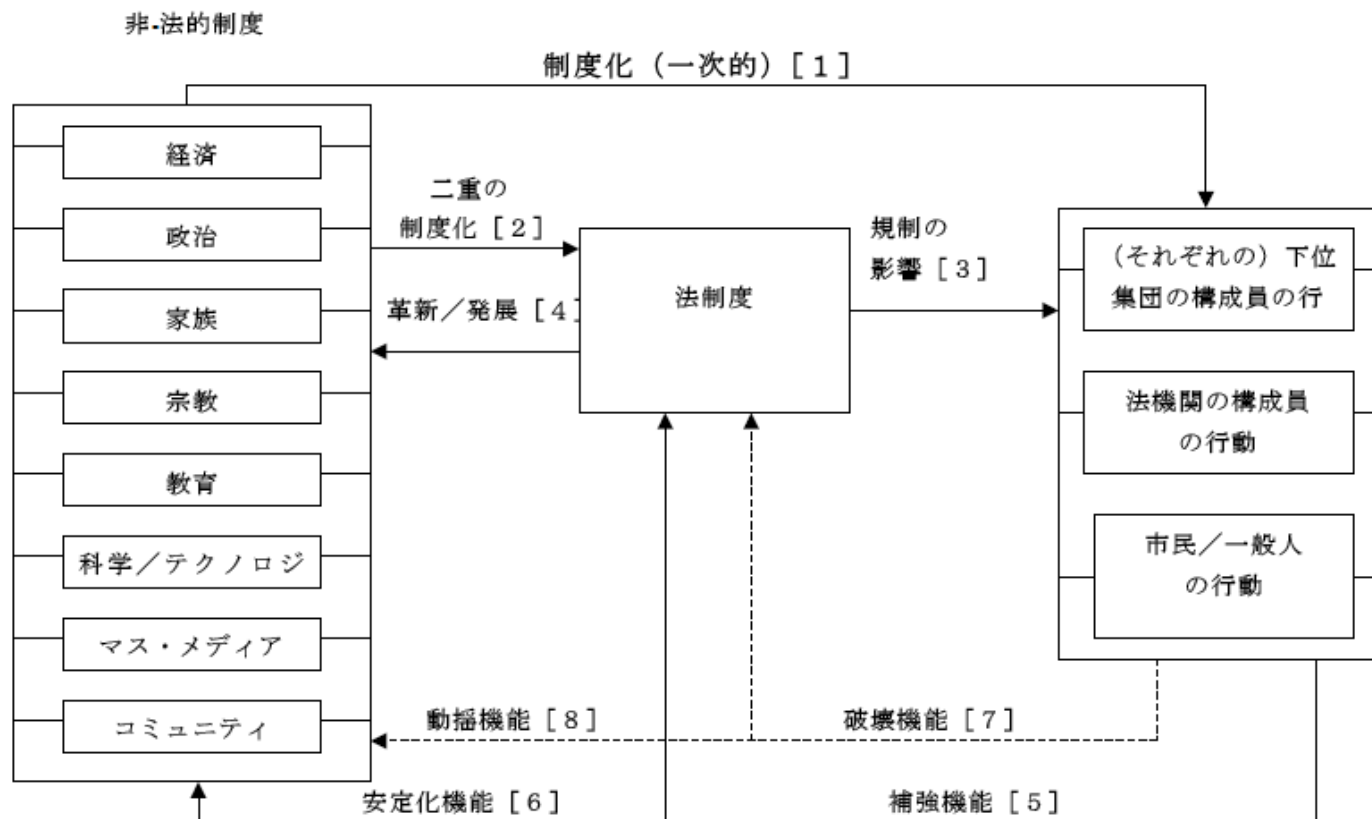 非-法的制度
制度化（一次的）［１］
経済
政治
家族
宗教
教育
科学／テクノロジ
マス・メディア
コミュニティ
二重の
制度化［２］
革新／発展［４］
法制度
規制の
影響［３］
（それぞれの）下位
集団の構成員の行
法機関の構成員
の行動
市民／一般人
の行動
動揺機能［８］
破壊機能［７］
安定化機能［６］
補強機能［５］